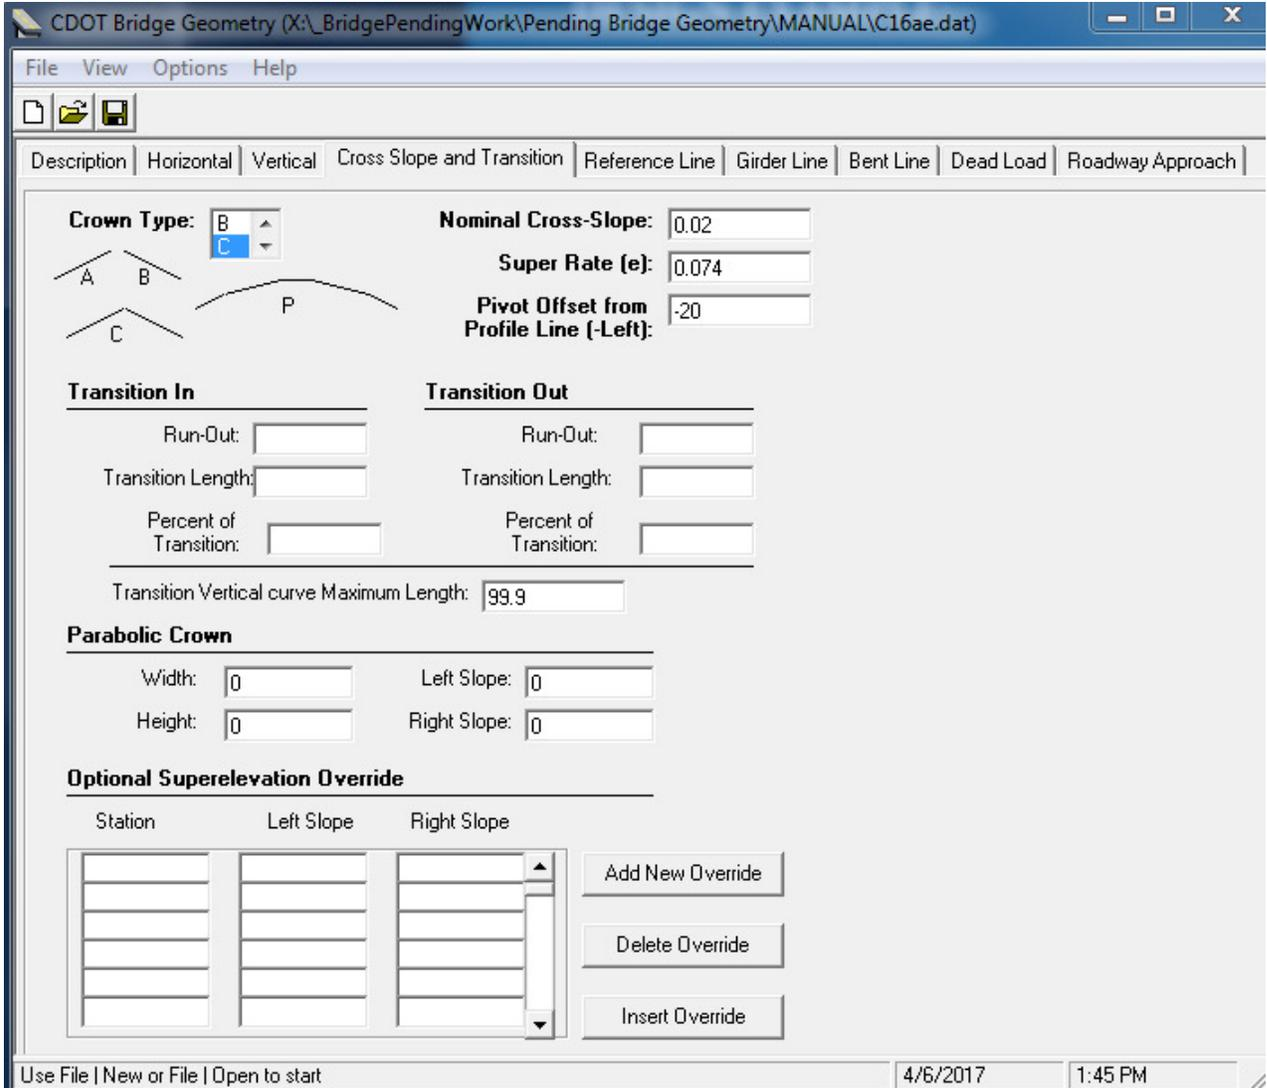 CDOT Bridge Geometry (X:\_BridgePendingWork\Pending Bridge Geometry\MANUAL\C16ae.dat)
File View Options Help
Description Horizontal Vertical Cross Slope and Transition Reference Line Girder Line Bent Line Dead Load Roadway Approach
Crown Type: B
C
A B
C
P
Nominal Cross-Slope: 0.02
Super Rate (e): 0.074
Pivot Offset from
Profile Line (-Left): -20
Transition In
Run-Out:
Transition Length:
Percent of
Transition:
Transition Out
Run-Out:
Transition Length:
Percent of
Transition:
Transition Vertical curve Maximum Length: 99.9
Parabolic Crown
Width: 0 Left Slope: 0
Height: 0 Right Slope: 0
Optional Superelevation Override
Station Left Slope Right Slope
Add New Override
Delete Override
Insert Override
Use File | New or File | Open to start 4/6/2017 1:45 PM